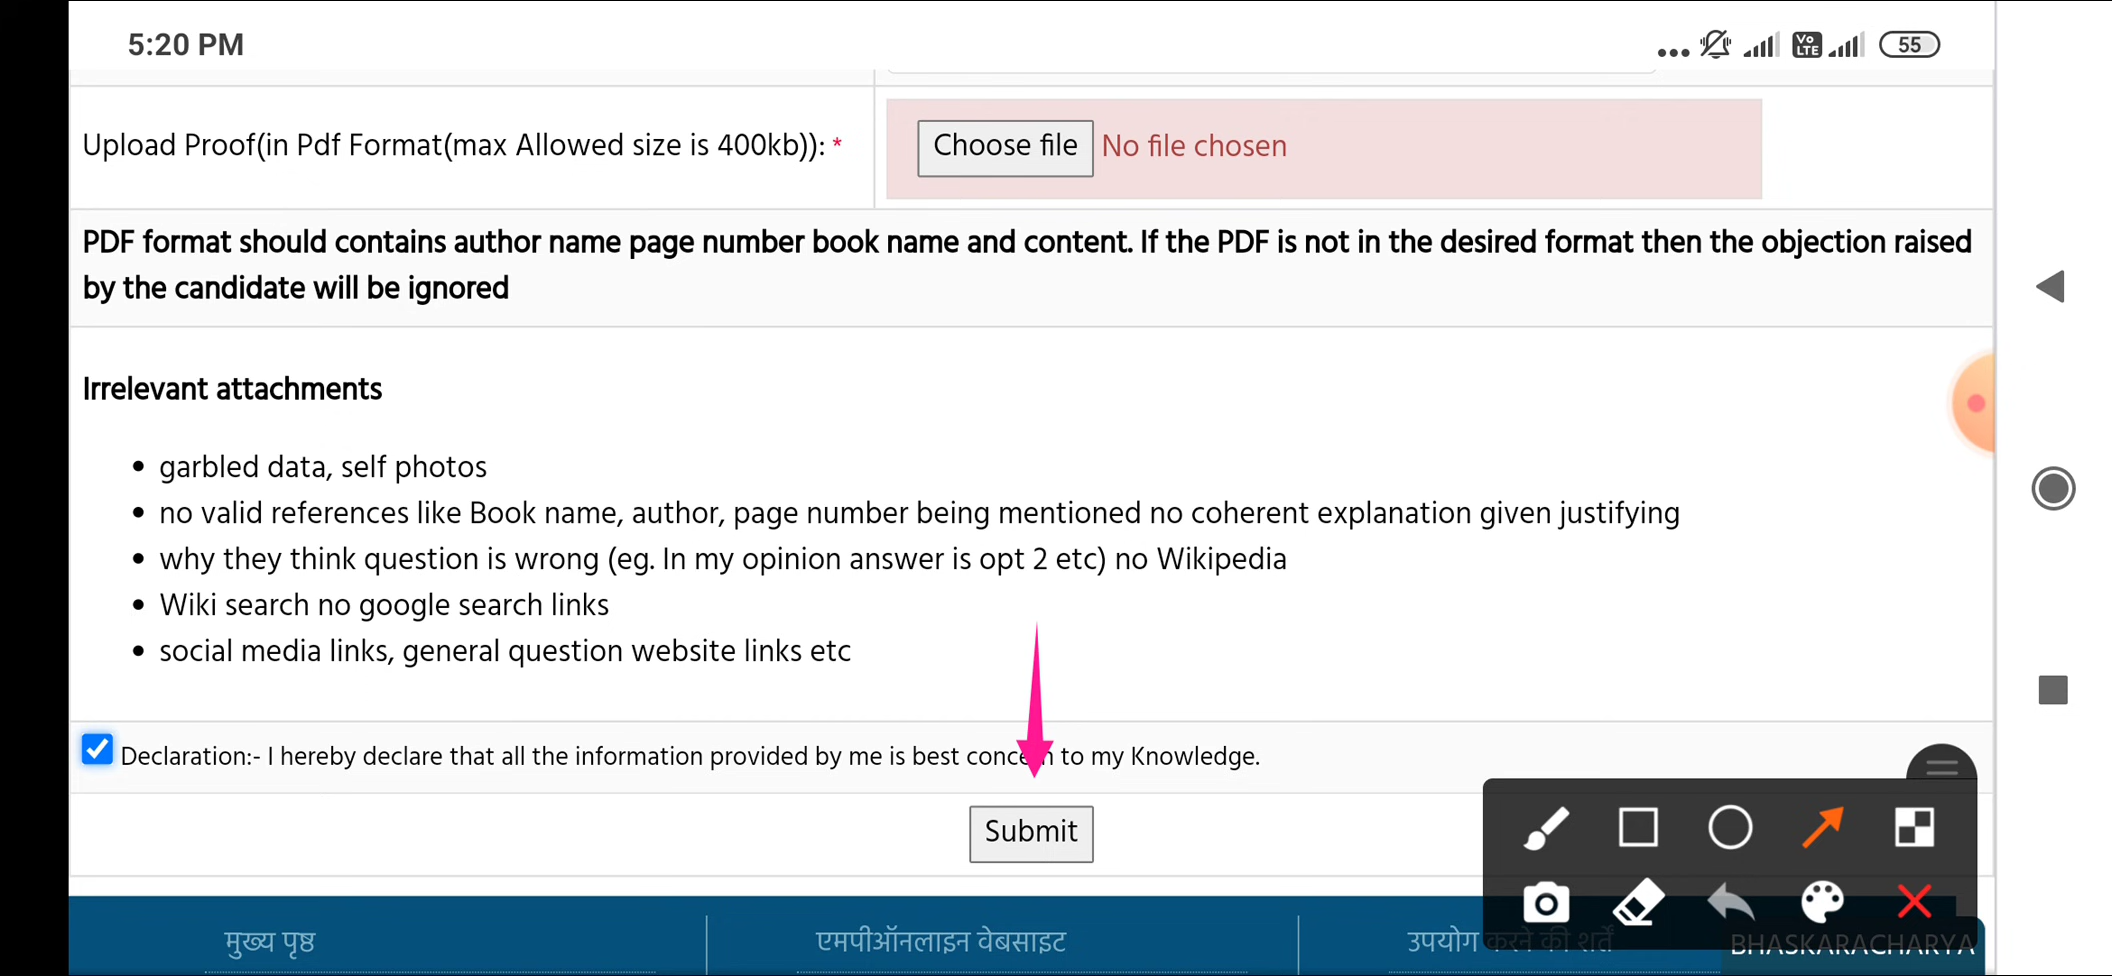 5:20 PM
Vo LTE 55
Upload Proof(in Pdf Format(max Allowed size is 400kb)): * Choose file No file chosen
PDF format should contains author name page number book name and content. If the PDF is not in the desired format then the objection raised
by the candidate will be ignored
Irrelevant attachments
• garbled data, self photos
• no valid references like Book name, author, page number being mentioned no coherent explanation given justifying
• why they think question is wrong (eg. In my opinion answer is opt 2 etc) no Wikipedia
• Wiki search no google search links
• social media links, general question website links etc
Declaration:- I hereby declare that all the information provided by me is best concern to my Knowledge.
Submit
मुख्य पृष्ठ एमपीऑनलाइन वेबसाइट उपयोग करने की शर्तें
BHASKARACHARYA